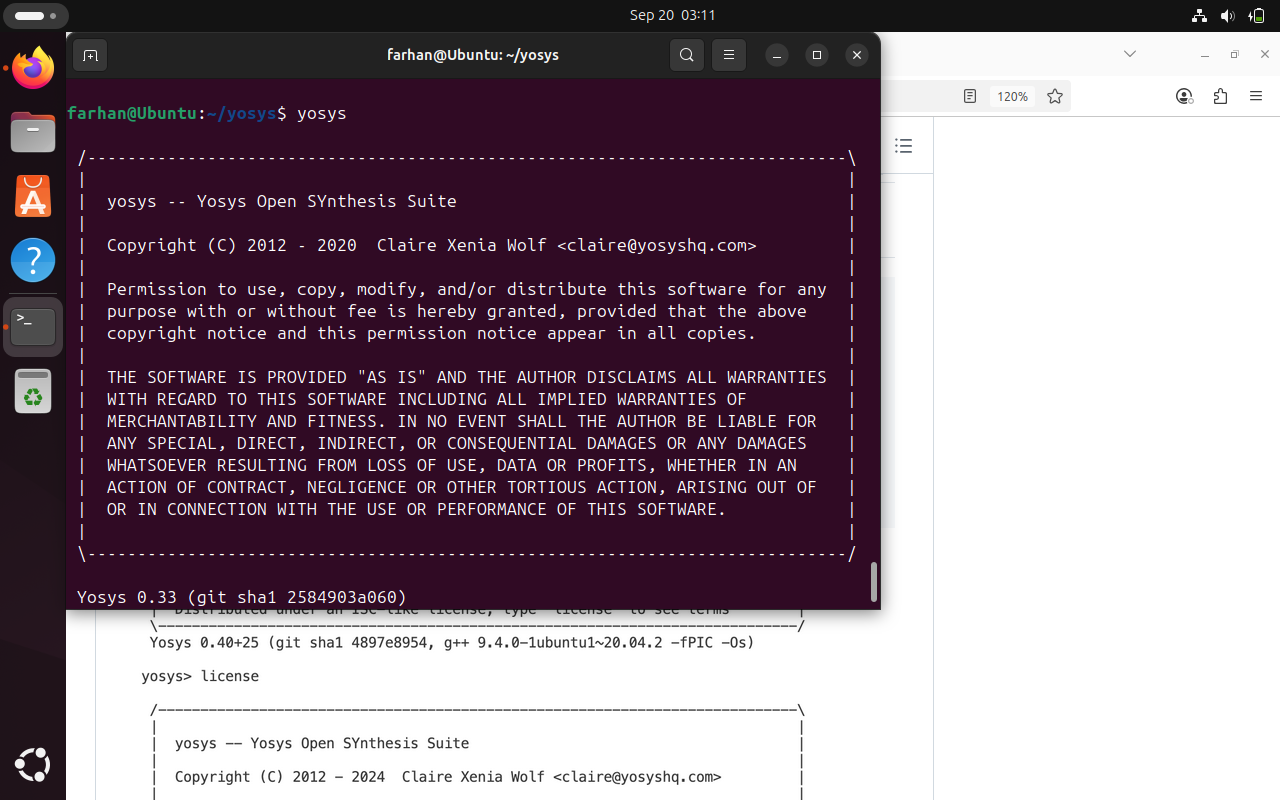 Sep 20 03:11
farhan@Ubuntu: ~/yosys
120%
farhan@Ubuntu:~/yosys$ yosys
/----------------------------------------------------------------------------\
| |
| yosys -- Yosys Open SYnthesis Suite |
| |
| Copyright (C) 2012 - 2020 Claire Xenia Wolf <claire@yosyshq.com> |
| |
| Permission to use, copy, modify, and/or distribute this software for any |
| purpose with or without fee is hereby granted, provided that the above |
| copyright notice and this permission notice appear in all copies. |
| |
| THE SOFTWARE IS PROVIDED "AS IS" AND THE AUTHOR DISCLAIMS ALL WARRANTIES |
| WITH REGARD TO THIS SOFTWARE INCLUDING ALL IMPLIED WARRANTIES OF |
| MERCHANTABILITY AND FITNESS. IN NO EVENT SHALL THE AUTHOR BE LIABLE FOR |
| ANY SPECIAL, DIRECT, INDIRECT, OR CONSEQUENTIAL DAMAGES OR ANY DAMAGES |
| WHATSOEVER RESULTING FROM LOSS OF USE, DATA OR PROFITS, WHETHER IN AN |
| ACTION OF CONTRACT, NEGLIGENCE OR OTHER TORTIOUS ACTION, ARISING OUT OF |
| OR IN CONNECTION WITH THE USE OR PERFORMANCE OF THIS SOFTWARE. |
| |
\----------------------------------------------------------------------------/
Yosys 0.33 (git sha1 2584903a060)
| Distributed under an ISC-like license, type "license" to see terms |
\----------------------------------------------------------------------------/
Yosys 0.40+25 (git sha1 4897e8954, g++ 9.4.0-1ubuntu1~20.04.2 -fPIC -Os)
yosys> license
/----------------------------------------------------------------------------\
| |
| yosys -- Yosys Open SYnthesis Suite |
| |
| Copyright (C) 2012 - 2024 Claire Xenia Wolf <claire@yosyshq.com> |
| |